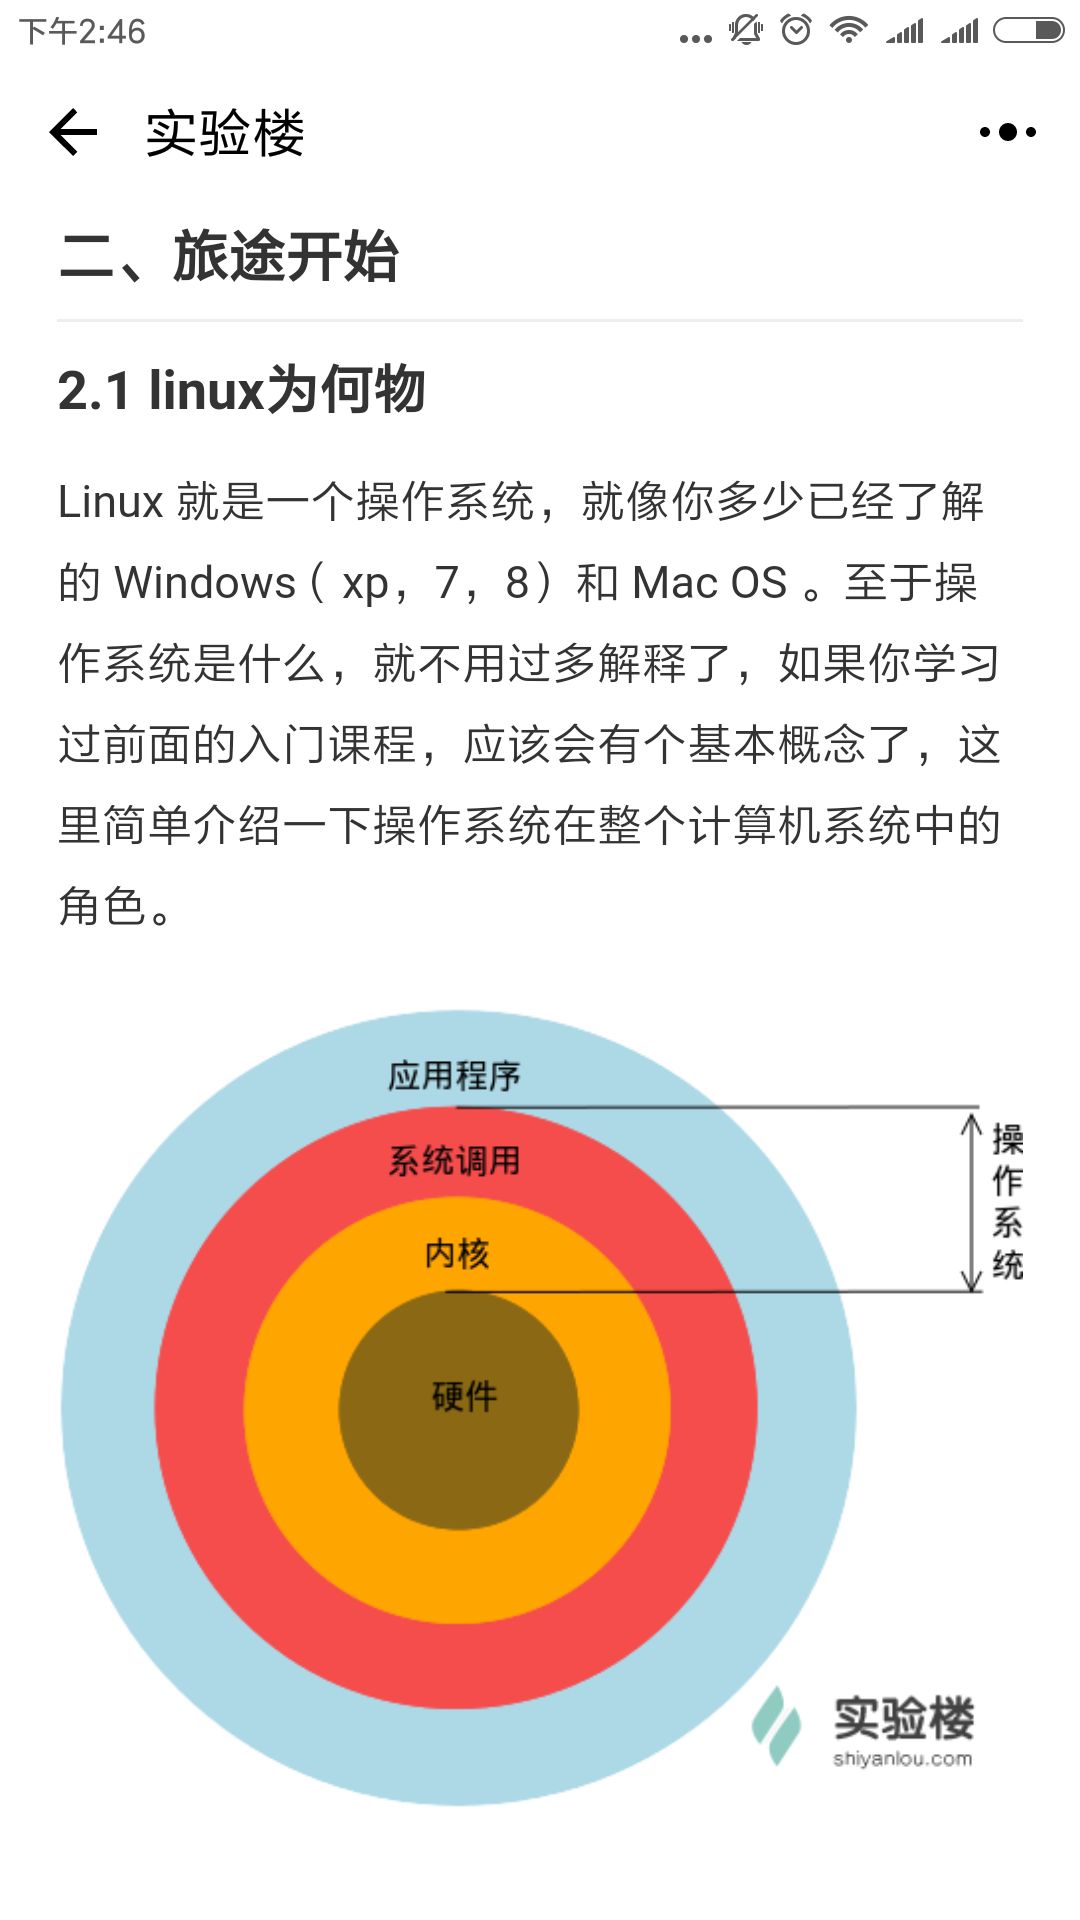 下午2:46
实验楼
二、旅途开始
2.1 linux为何物
Linux 就是一个操作系统，就像你多少已经了解
的 Windows（ xp，7，8）和 Mac OS 。至于操
作系统是什么，就不用过多解释了，如果你学习
过前面的入门课程，应该会有个基本概念了，这
里简单介绍一下操作系统在整个计算机系统中的
角色。
应用程序
系统调用
内核
硬件
操作系统
实验楼
shiyanlou.com